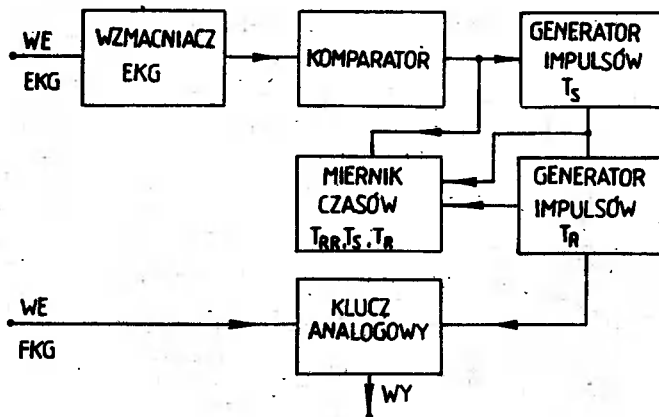 WE
EKG
WZMACNIACZ
EKG
KOMPARATOR
GENERATOR
IMPULSÓW
TS
MIERNIK
CZASÓW
TRR, TS, TR
GENERATOR
IMPULSÓW
TR
WE
FKG
KLUCZ
ANALOGOWY
WY